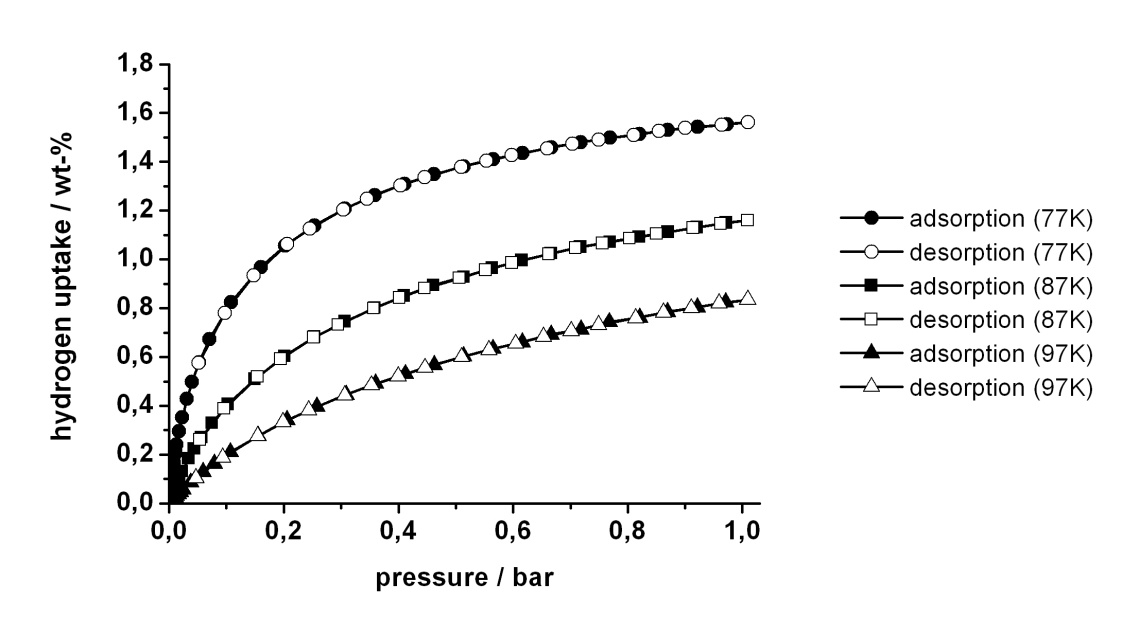 hydrogen uptake / wt-%
1,8
1,6
1,4
1,2
1,0
0,8
0,6
0,4
0,2
0,0
0,0 0,2 0,4 0,6 0,8 1,0
pressure / bar
adsorption (77K)
desorption (77K)
adsorption (87K)
desorption (87K)
adsorption (97K)
desorption (97K)